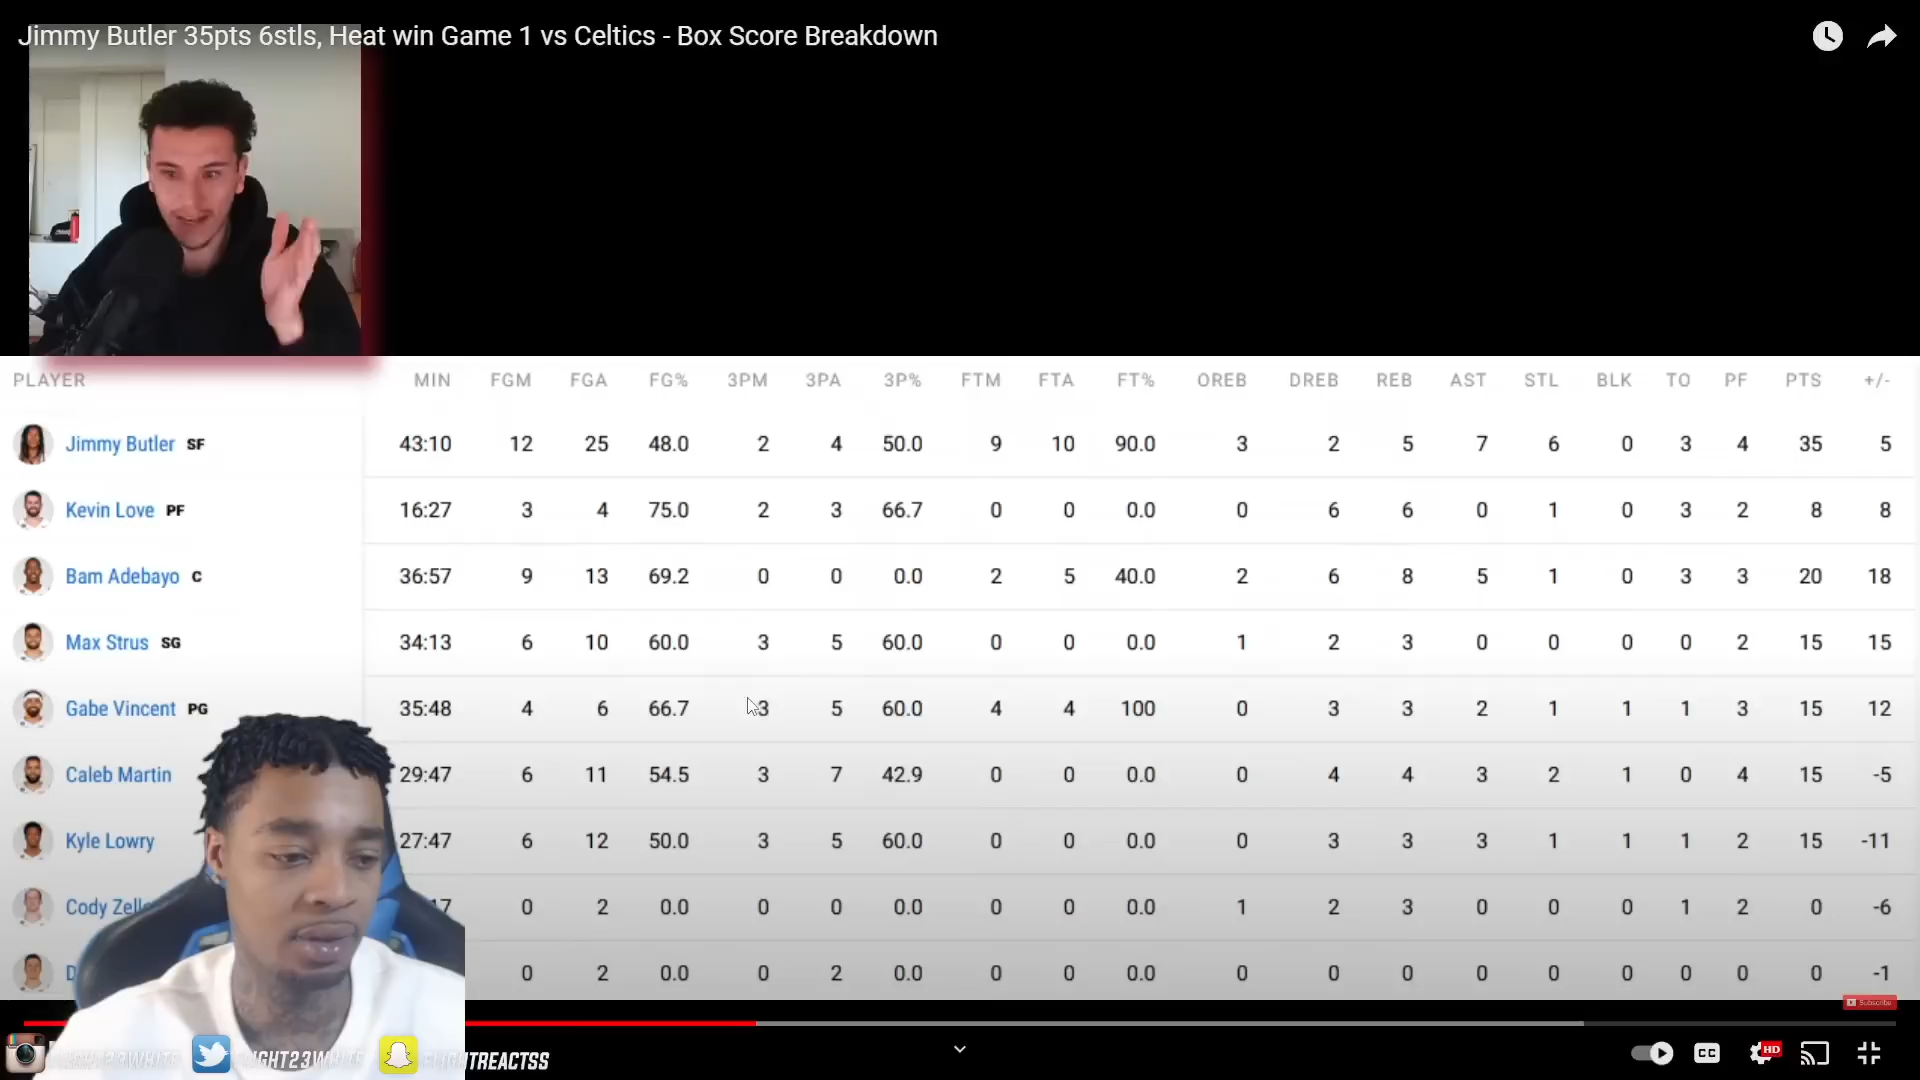 Jimmy Butler 35pts 6stls, Heat win Game 1 vs Celtics - Box Score Breakdown
PLAYER MIN FGM FGA FG% 3PM 3PA 3P% FTM FTA FT% OREB DREB REB AST STL BLK TO PF PTS +/-
Jimmy Butler SF 43:10 12 25 48.0 2 4 50.0 9 10 90.0 3 2 5 7 6 0 3 4 35 5
Kevin Love PF 16:27 3 4 75.0 2 3 66.7 0 0 0.0 0 6 6 0 1 0 3 2 8 8
Bam Adebayo C 36:57 9 13 69.2 0 0 0.0 2 5 40.0 2 6 8 5 1 0 3 3 20 18
Max Strus SG 34:13 6 10 60.0 3 5 60.0 0 0 0.0 1 2 3 0 0 0 0 2 15 15
Gabe Vincent PG 35:48 4 6 66.7 3 5 60.0 4 4 100 0 3 3 2 1 1 1 3 15 12
Caleb Martin 29:47 6 11 54.5 3 7 42.9 0 0 0.0 0 4 4 3 2 1 0 4 15 -5
Kyle Lowry 27:47 6 12 50.0 3 5 60.0 0 0 0.0 0 3 3 3 1 1 1 2 15 -11
Cody 0 2 0.0 0 0 0.0 0 0 0.0 1 2 3 0 0 0 1 2 0 -6
D 0 2 0.0 0 2 0.0 0 0 0.0 0 0 0 0 0 0 0 0 0 -1
Subscribe
CC HD